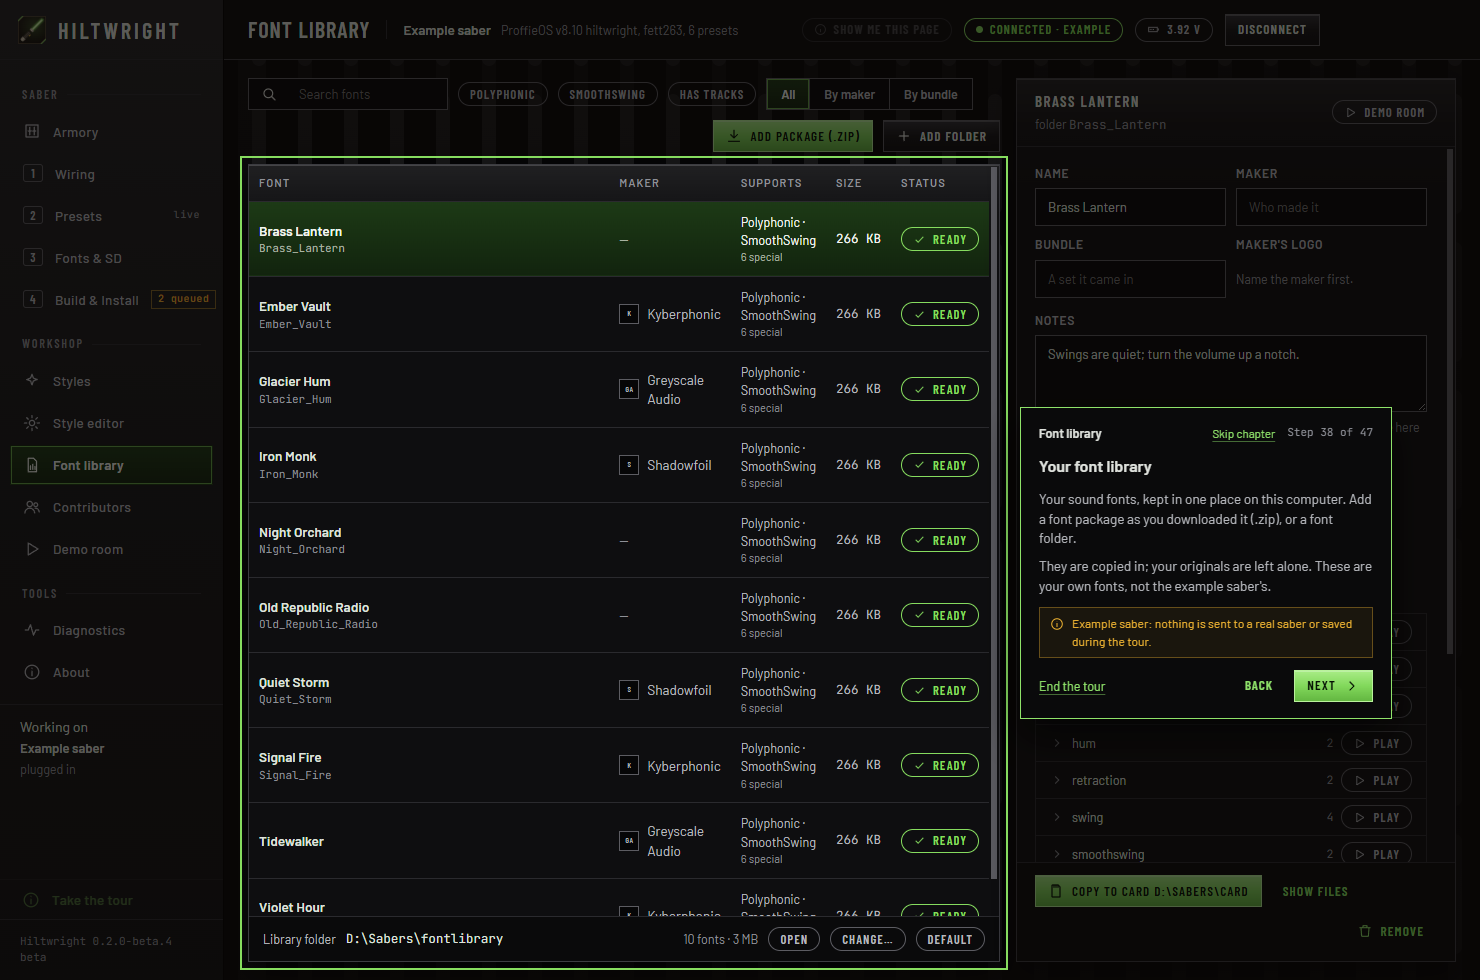 HILTWRIGHT
SABER
Armory
1 Wiring
2 Presets live
3 Fonts & SD
4 Build & Install 2 queued
WORKSHOP
Styles
Style editor
Font library
Contributors
Demo room
TOOLS
Diagnostics
About
Working on
Example saber
plugged in
Take the tour
Hiltwright 0.2.0-beta.4
beta
FONT LIBRARY Example saber ProffieOS v8.10 hiltwright, fett263, 6 presets
SHOW ME THIS PAGE CONNECTED · EXAMPLE 3.92 V DISCONNECT
Search fonts POLYPHONIC SMOOTHSWING HAS TRACKS All By maker By bundle
ADD PACKAGE (.ZIP) ADD FOLDER
FONT MAKER SUPPORTS SIZE STATUS
Brass Lantern
Brass_Lantern
—
Polyphonic ·
SmoothSwing
6 special
266 KB READY
Ember Vault
Ember_Vault
K Kyberphonic
Polyphonic ·
SmoothSwing
6 special
266 KB READY
Glacier Hum
Glacier_Hum
GA Greyscale
Audio
Polyphonic ·
SmoothSwing
6 special
266 KB READY
Iron Monk
Iron_Monk
S Shadowfoil
Polyphonic ·
SmoothSwing
6 special
266 KB READY
Night Orchard
Night_Orchard
—
Polyphonic ·
SmoothSwing
6 special
266 KB READY
Old Republic Radio
Old_Republic_Radio
—
Polyphonic ·
SmoothSwing
6 special
266 KB READY
Quiet Storm
Quiet_Storm
S Shadowfoil
Polyphonic ·
SmoothSwing
6 special
266 KB READY
Signal Fire
Signal_Fire
K Kyberphonic
Polyphonic ·
SmoothSwing
6 special
266 KB READY
Tidewalker
GA Greyscale
Audio
Polyphonic ·
SmoothSwing
6 special
266 KB READY
Violet Hour
K Kyberphonic
Polyphonic ·
SmoothSwing
266 KB READY
Library folder D:\Sabers\fontlibrary 10 fonts · 3 MB OPEN CHANGE... DEFAULT
BRASS LANTERN
folder Brass_Lantern
DEMO ROOM
NAME MAKER
Brass Lantern Who made it
BUNDLE MAKER'S LOGO
A set it came in Name the maker first.
NOTES
Swings are quiet; turn the volume up a notch.
here
Font library Skip chapter Step 38 of 47
Your font library
Your sound fonts, kept in one place on this computer. Add
a font package as you downloaded it (.zip), or a font
folder.
They are copied in; your originals are left alone. These are
your own fonts, not the example saber's.
Example saber: nothing is sent to a real saber or saved
during the tour.
End the tour BACK NEXT
hum 2 PLAY
retraction 2 PLAY
swing 4 PLAY
smoothswing 2 PLAY
COPY TO CARD D:\SABERS\CARD SHOW FILES
REMOVE